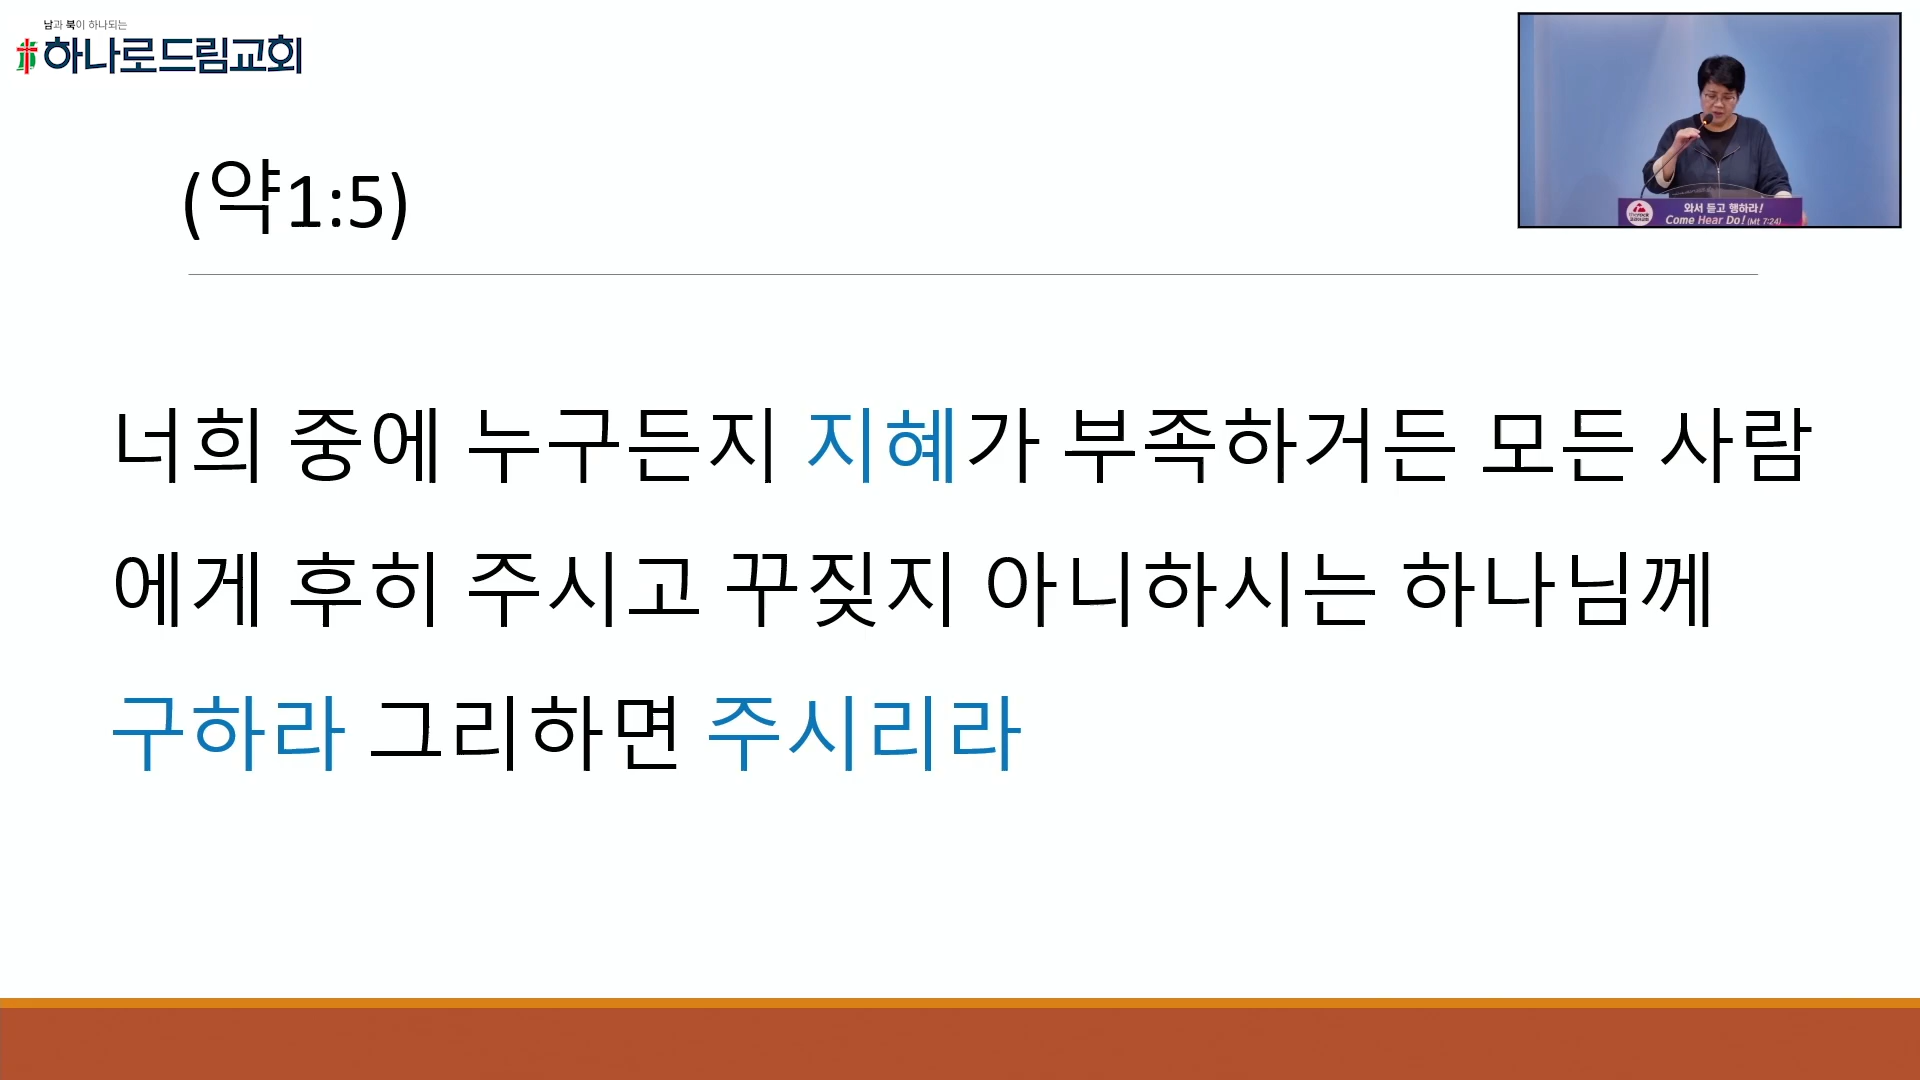 남과 북이 하나되는
하나로드림교회
와서 듣고 행하라!
Come Hear Do! (Mt 7:24)
(약1:5)
너희 중에 누구든지 지혜가 부족하거든 모든 사람
에게 후히 주시고 꾸짖지 아니하시는 하나님께
구하라 그리하면 주시리라